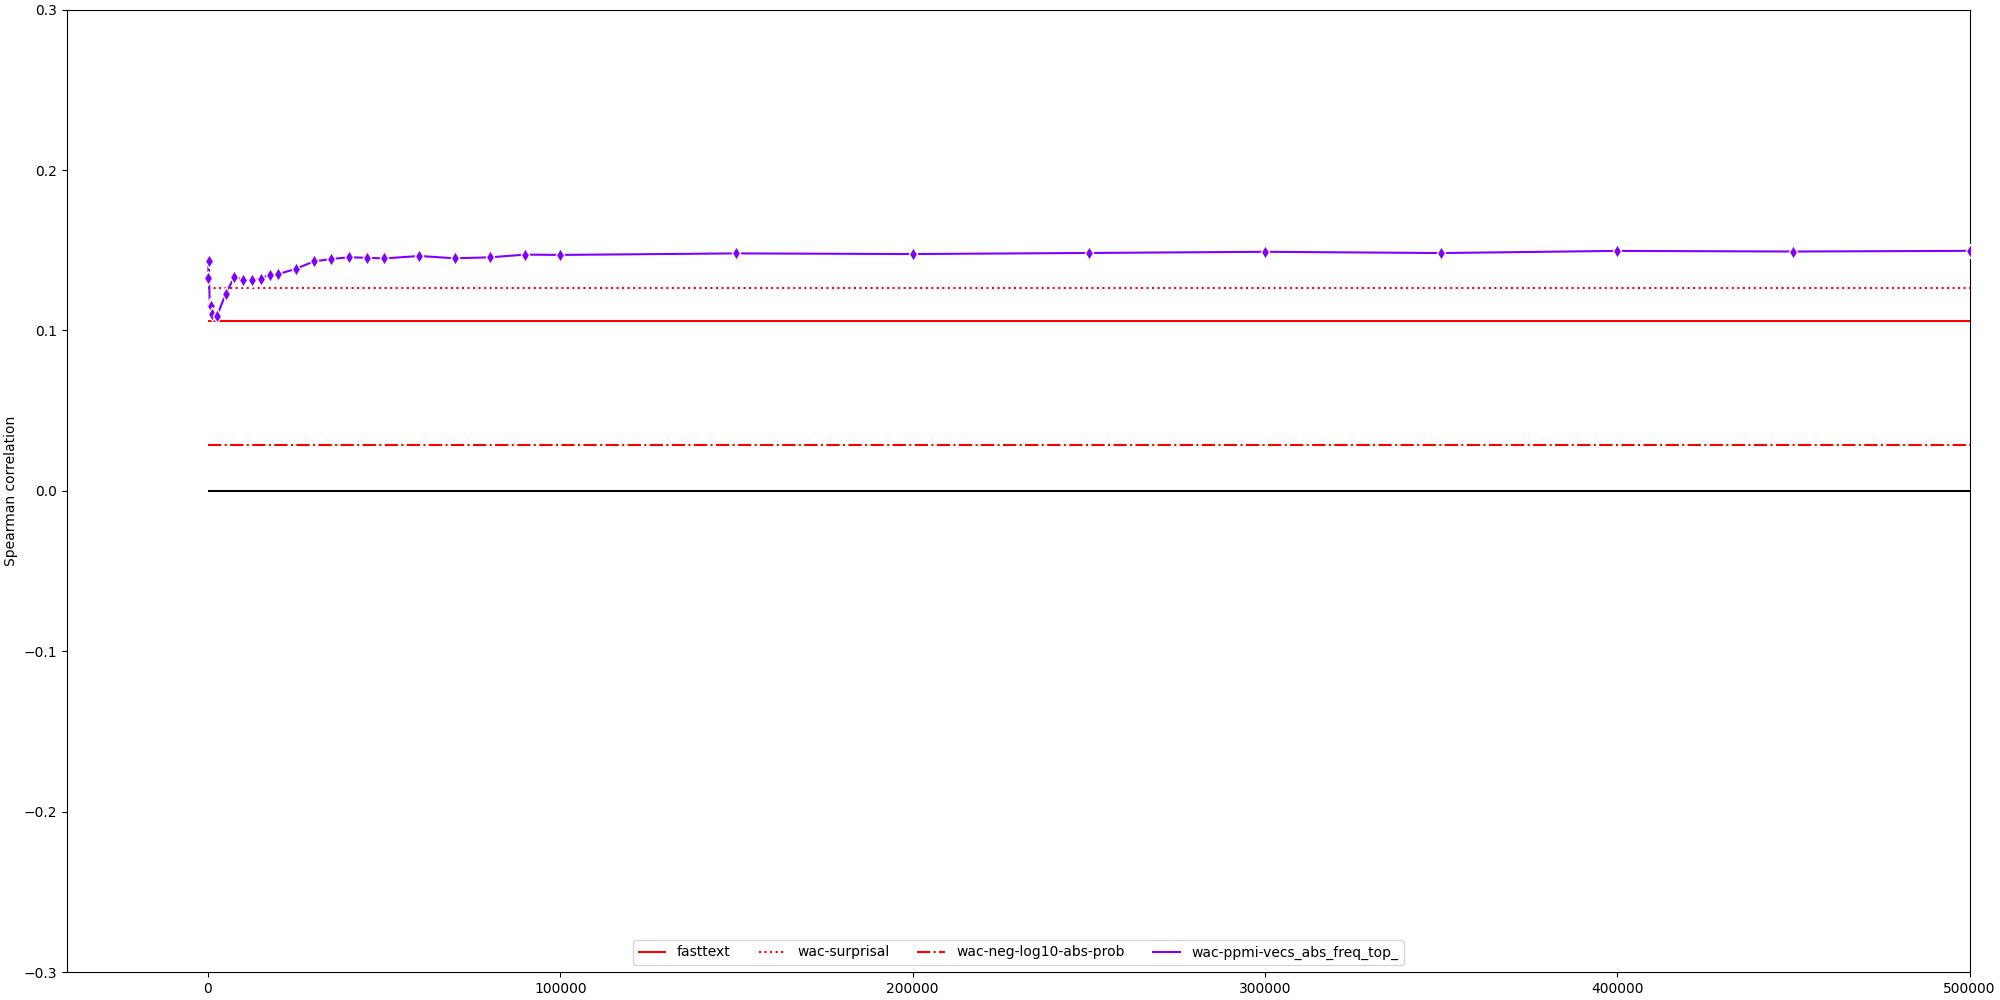 0.3
0.2
0.1
0.0
−0.1
−0.2
−0.3
Spearman correlation
fasttext wac-surprisal wac-neg-log10-abs-prob wac-ppmi-vecs_abs_freq_top_
0 100000 200000 300000 400000 500000